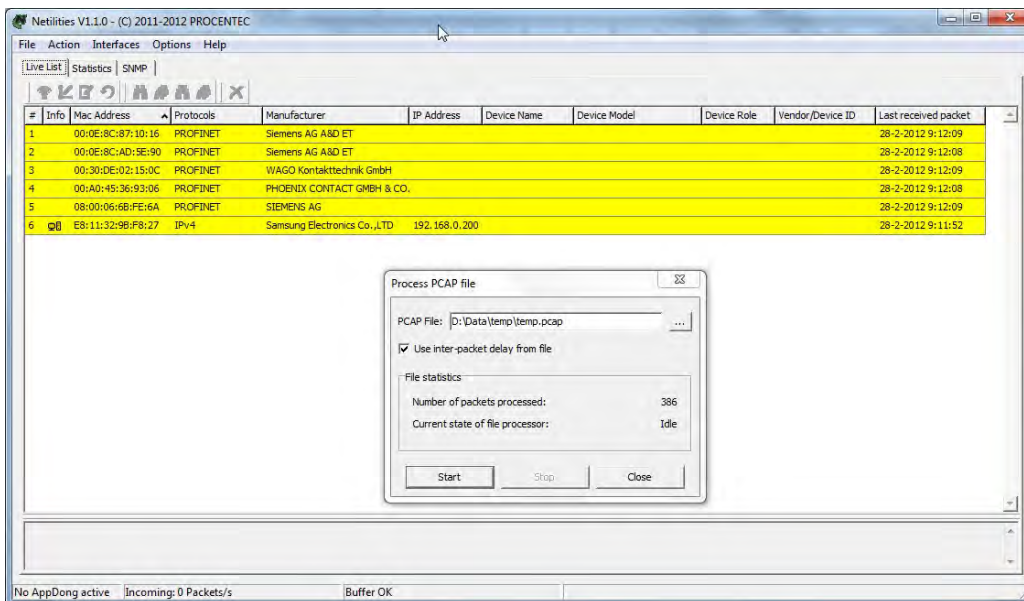 Netilities V1.1.0 - (C) 2011-2012 PROCENTEC
File Action Interfaces Options Help
Live List Statistics SNMP
# Info Mac Address Protocols Manufacturer IP Address Device Name Device Model Device Role Vendor/Device ID Last received packet
1 00:0E:8C:87:10:16 PROFINET Siemens AG A&D ET 28-2-2012 9:12:09
2 00:0E:8C:AD:5E:90 PROFINET Siemens AG A&D ET 28-2-2012 9:12:08
3 00:30:DE:02:15:0C PROFINET WAGO Kontakttechnik GmbH 28-2-2012 9:12:09
4 00:A0:45:36:93:06 PROFINET PHOENIX CONTACT GMBH & CO. 28-2-2012 9:12:08
5 08:00:06:6B:FE:6A PROFINET SIEMENS AG 28-2-2012 9:12:09
6 E8:11:32:9B:F8:27 IPv4 Samsung Electronics Co.,LTD 192.168.0.200 28-2-2012 9:11:52
Process PCAP file
PCAP File: D:\Data\temp\temp.pcap ...
Use inter-packet delay from file
File statistics
Number of packets processed: 386
Current state of file processor: Idle
Start Stop Close
No AppDong active Incoming: 0 Packets/s Buffer OK